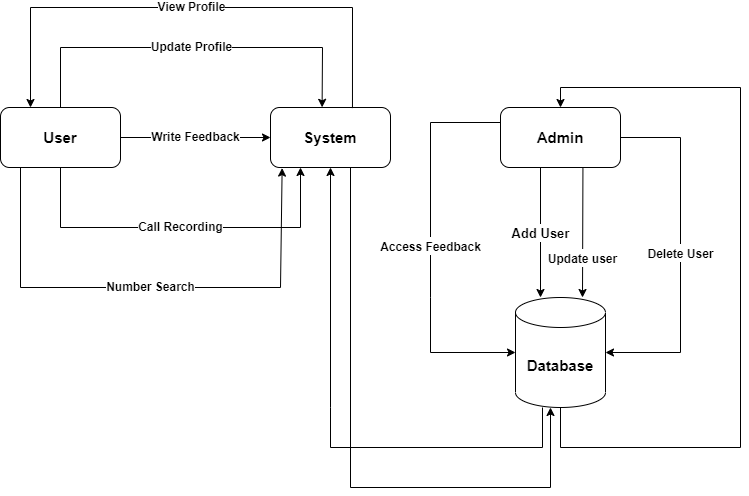 View Profile
Update Profile
User
Write Feedback
System
Admin
Call Recording
Add User
Access Feedback
Update user
Delete User
Number Search
Database